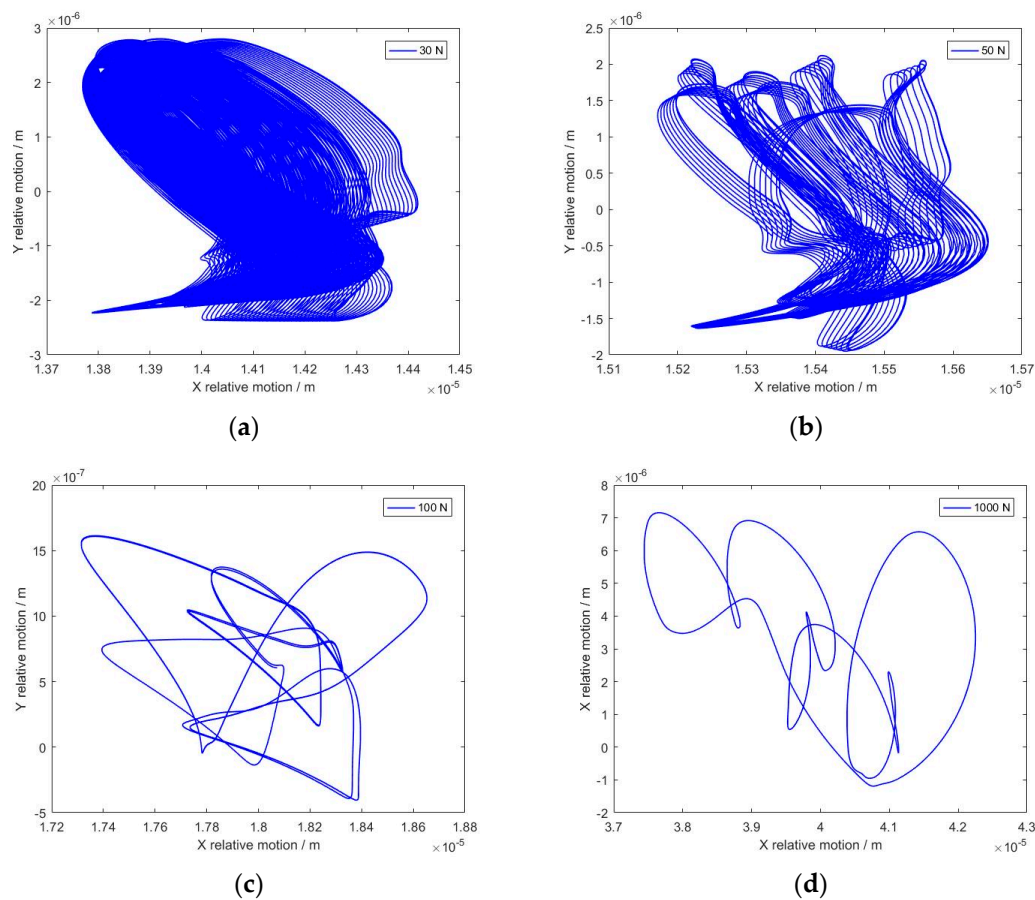 ×10⁻⁶
3
2
1
0
-1
-2
-3
Y relative motion / m
30 N
1.37 1.38 1.39 1.4 1.41 1.42 1.43 1.44 1.45
X relative motion / m
×10⁻⁵
(a)
×10⁻⁶
2.5
2
1.5
1
0.5
0
-0.5
-1
-1.5
-2
Y relative motion / m
50 N
1.51 1.52 1.53 1.54 1.55 1.56 1.57
X relative motion / m
×10⁻⁵
(b)
×10⁻⁷
20
15
10
5
0
-5
Y relative motion / m
100 N
1.72 1.74 1.76 1.78 1.8 1.82 1.84 1.86 1.88
X relative motion / m
×10⁻⁵
(c)
×10⁻⁶
8
7
6
5
4
3
2
1
0
-1
-2
X relative motion / m
1000 N
3.7 3.8 3.9 4 4.1 4.2 4.3
X relative motion / m
×10⁻⁵
(d)